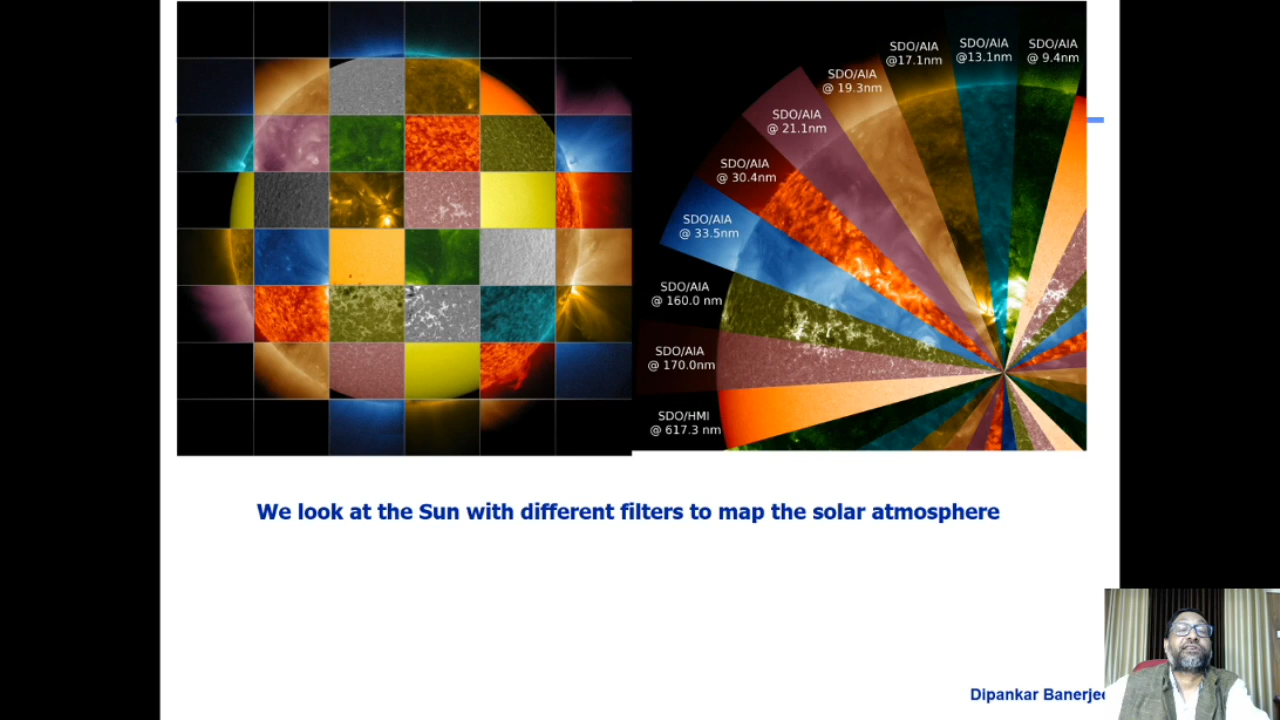 SDO/AIA
@17.1nm
SDO/AIA
@13.1nm
SDO/AIA
@ 9.4nm
SDO/AIA
@ 19.3nm
SDO/AIA
@ 21.1nm
SDO/AIA
@ 30.4nm
SDO/AIA
@ 33.5nm
SDO/AIA
@ 160.0 nm
SDO/AIA
@ 170.0nm
SDO/HMI
@ 617.3 nm
We look at the Sun with different filters to map the solar atmosphere
Dipankar Banerjee